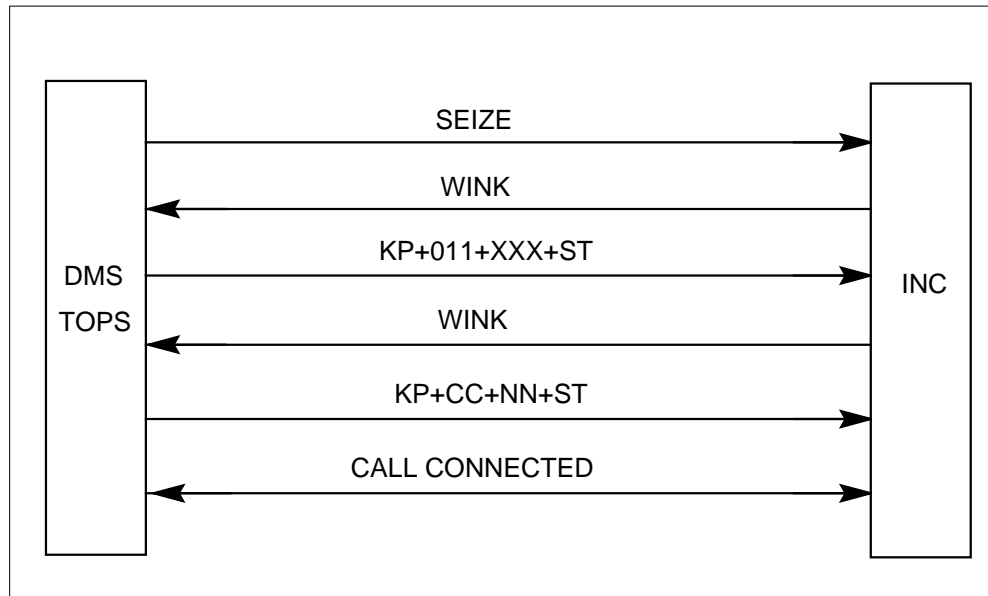 SEIZE
WINK
KP+011+XXX+ST
DMS
TOPS
INC
WINK
KP+CC+NN+ST
CALL CONNECTED